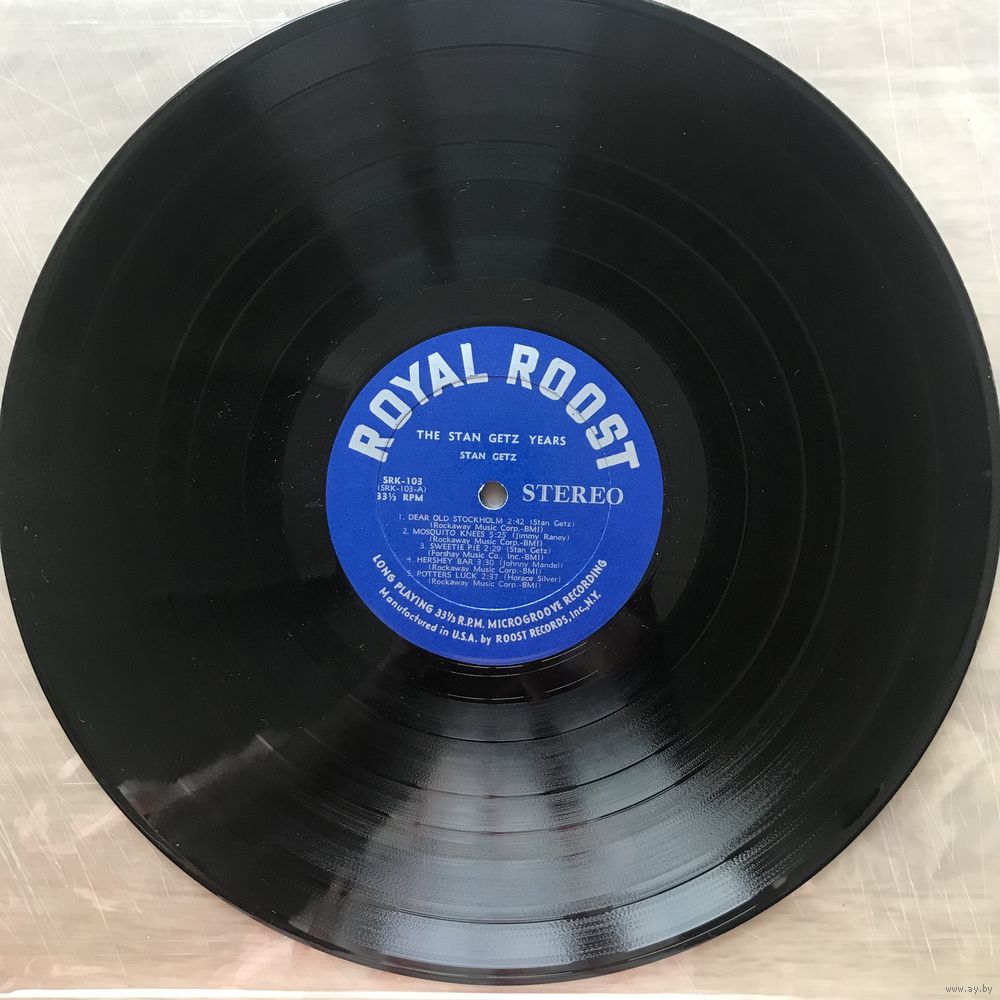 ROYAL ROOST
THE STAN GETZ YEARS
STAN GETZ
SRK-103
(SRK-103-A)
33⅓ RPM
STEREO
1. DEAR OLD STOCKHOLM 2:42 (Stan Getz)
(Rockaway Music Corp.-BMI)
2. MOSQUITO KNEES 5:25 (Jimmy Raney)
(Rockaway Music Corp.-BMI)
3. SWEETIE PIE 2:29 (Stan Getz)
(Forshay Music Co., Inc.-BMI)
4. HERSHEY BAR 3:30 (Johnny Mandel)
(Rockaway Music Corp.-BMI)
5. POTTERS LUCK 2:37 (Horace Silver)
(Rockaway Music Corp.-BMI)
LONG PLAYING 33⅓ R.P.M. MICROGROOVE RECORDING
Manufactured in U.S.A. by ROOST RECORDS, Inc., N.Y.
www.ay.by